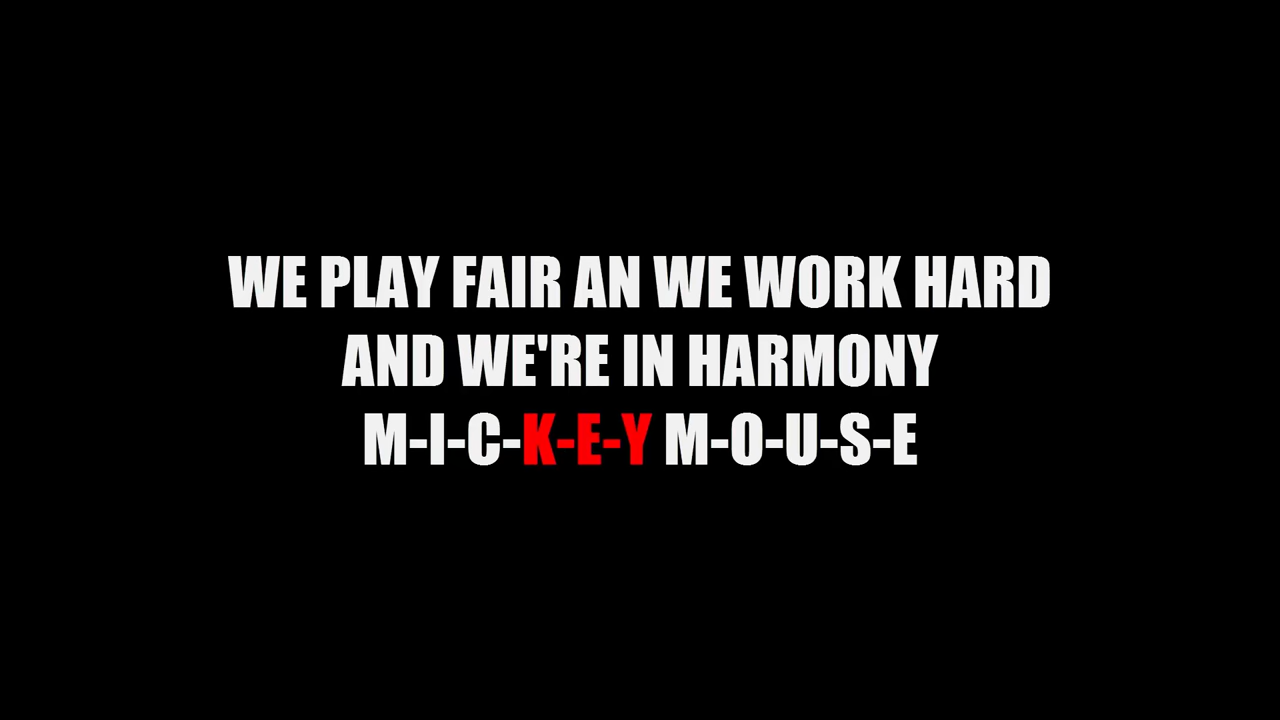 WE PLAY FAIR AN WE WORK HARD
AND WE'RE IN HARMONY
M-I-C-K-E-Y M-O-U-S-E